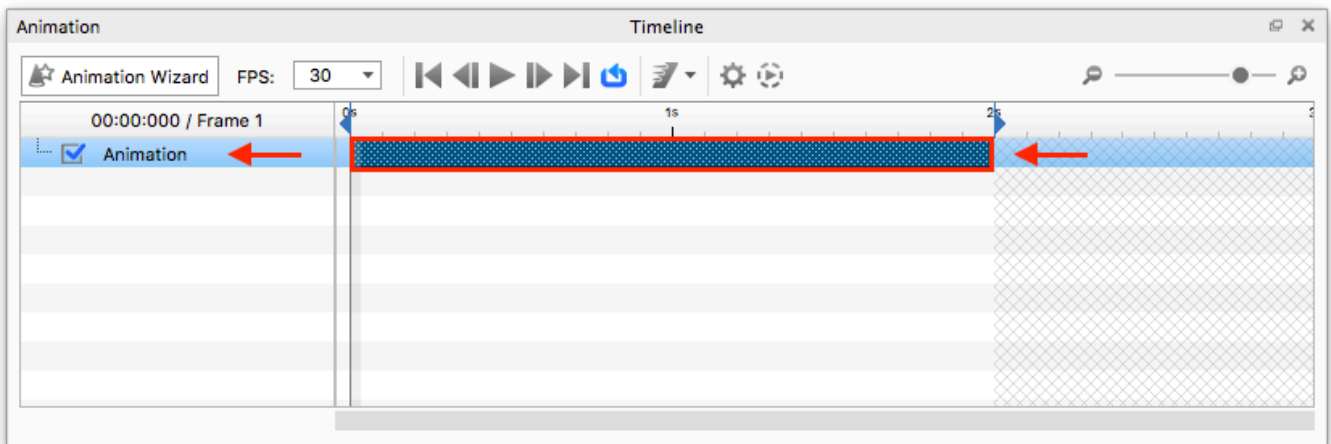 Animation Timeline
Animation Wizard FPS: 30
00:00:000 / Frame 1 0s 1s 2s
Animation